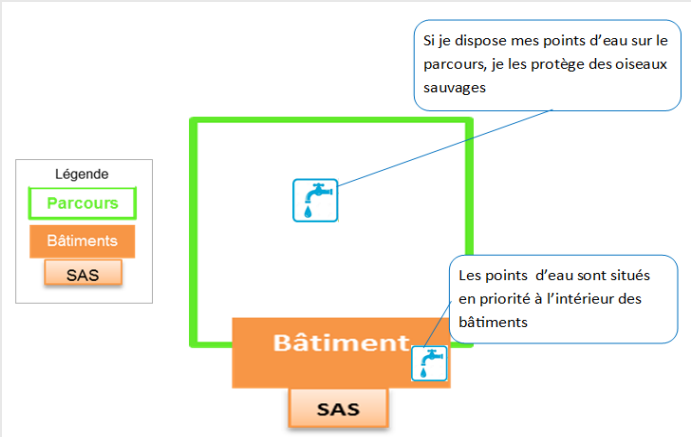 Si je dispose mes points d’eau sur le
parcours, je les protège des oiseaux
sauvages
Légende
Parcours
Bâtiments
SAS
Les points d’eau sont situés
en priorité à l’intérieur des
bâtiments
Bâtiment
SAS